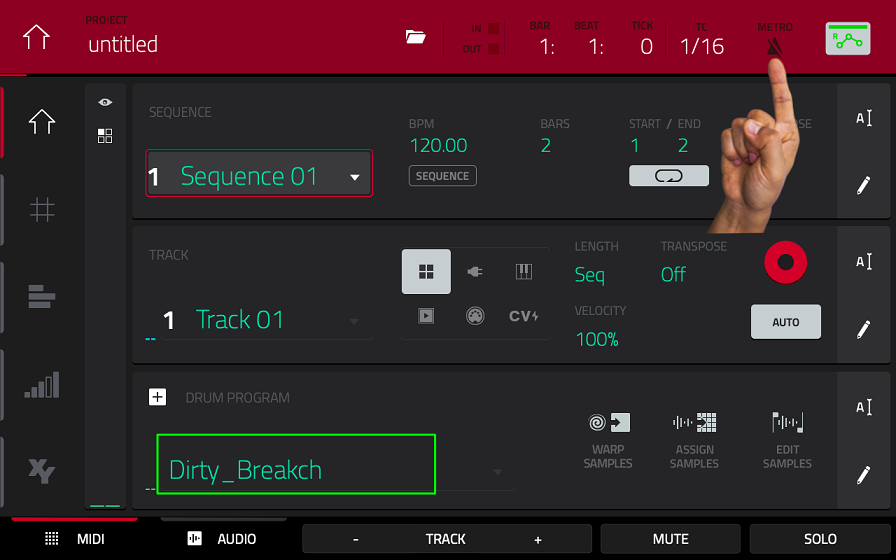 PROJECT
untitled
IN
OUT
BAR
1:
BEAT
1:
TICK
0
TC
1/16
METRO
R
SEQUENCE
1 Sequence 01
BPM
120.00
SEQUENCE
BARS
2
START / END
1 2
A
TRACK
1 Track 01
CV
LENGTH
Seq
TRANSPOSE
Off
VELOCITY
100%
AUTO
A
DRUM PROGRAM
Dirty_Breakch
WARP
SAMPLES
ASSIGN
SAMPLES
EDIT
SAMPLES
A
XY
MIDI
AUDIO
- TRACK +
MUTE
SOLO